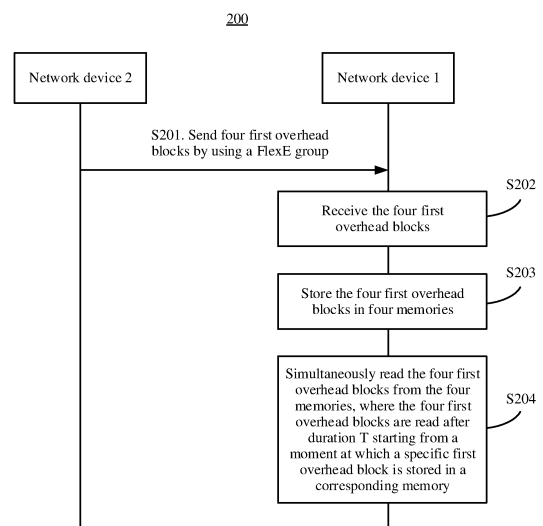 200
Network device 2
Network device 1
S201. Send four first overhead
blocks by using a FlexE group
S202
Receive the four first
overhead blocks
S203
Store the four first overhead
blocks in four memories
Simultaneously read the four first
overhead blocks from the four
memories, where the four first
overhead blocks are read after
duration T starting from a
moment at which a specific first
overhead block is stored in a
corresponding memory
S204